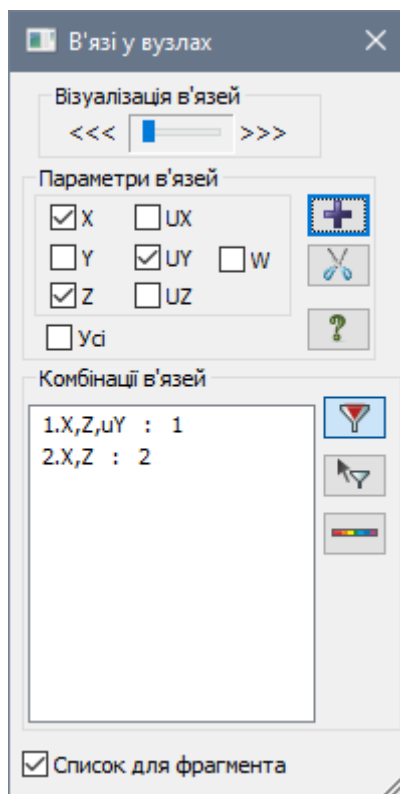 В'язі у вузлах
Візуалізація в'язей
<<< >>>
Параметри в'язей
X UX
Y UY W
Z UZ
Усі
Комбінації в'язей
1.X,Z,uY : 1
2.X,Z : 2
Список для фрагмента